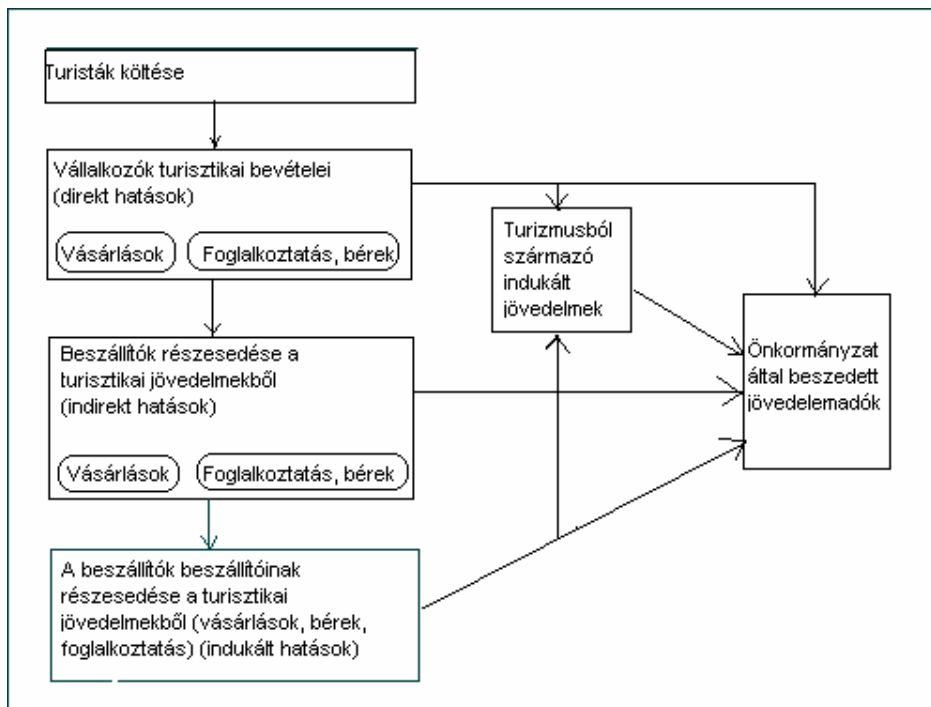 Turisták költése
Vállalkozók turisztikai bevételei
(direkt hatások)
Vásárlások
Foglalkoztatás, bérek
Turizmusból
származó
indukált
jövedelmek
Beszállítók részesedése a
turisztikai jövedelmekből
(indirekt hatások)
Vásárlások
Foglalkoztatás, bérek
Önkormányzat
által beszedett
jövedelemadók
A beszállítók beszállítóinak
részesedése a turisztikai
jövedelmekből (vásárlások, bérek,
foglalkoztatás) (indukált hatások)